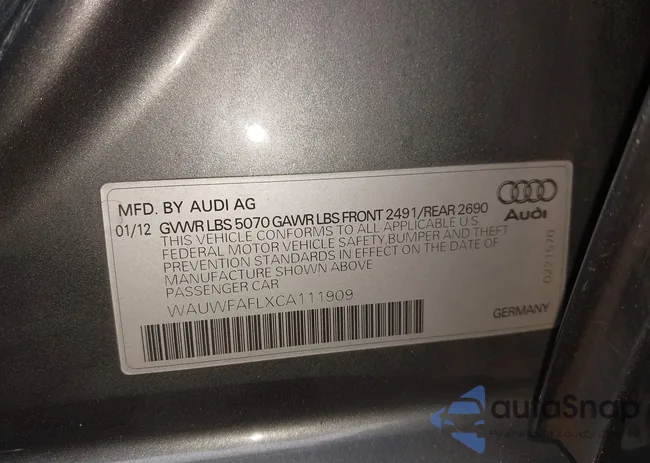 MFD. BY AUDI AG
01/12 GVWR LBS 5070 GAWR LBS FRONT 2491/REAR 2690
THIS VEHICLE CONFORMS TO ALL APPLICABLE U.S.
FEDERAL MOTOR VEHICLE SAFETY, BUMPER AND THEFT
PREVENTION STANDARDS IN EFFECT ON THE DATE OF
MANUFACTURE SHOWN ABOVE
PASSENGER CAR
WAUWFAFLXCA111909
Audi
0221570
GERMANY
autoSnap